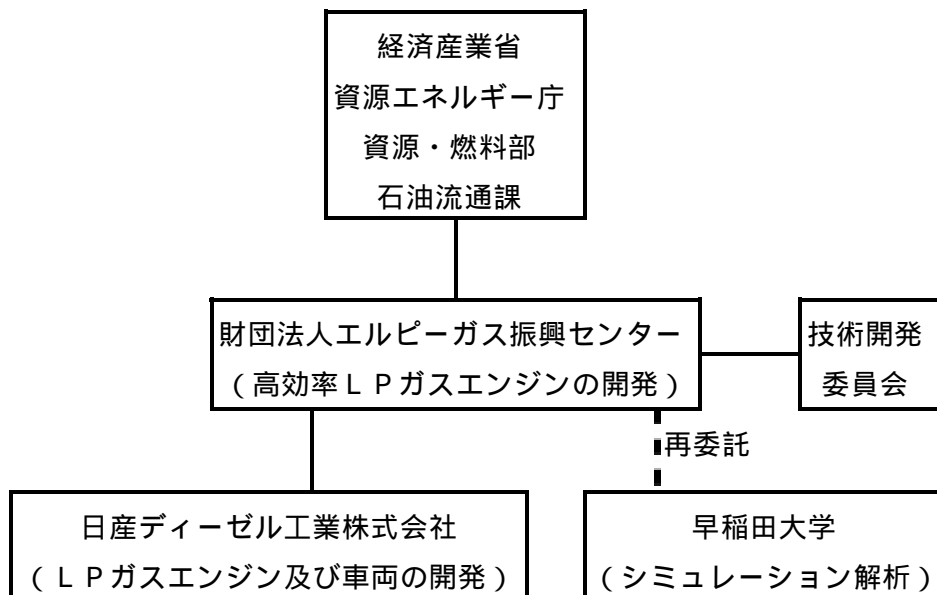 経済産業省
資源エネルギー庁
資源・燃料部
石油流通課
財団法人エルピーガス振興センター
（高効率ＬＰガスエンジンの開発）
技術開発
委員会
再委託
日産ディーゼル工業株式会社
（ＬＰガスエンジン及び車両の開発）
早稲田大学
（シミュレーション解析）